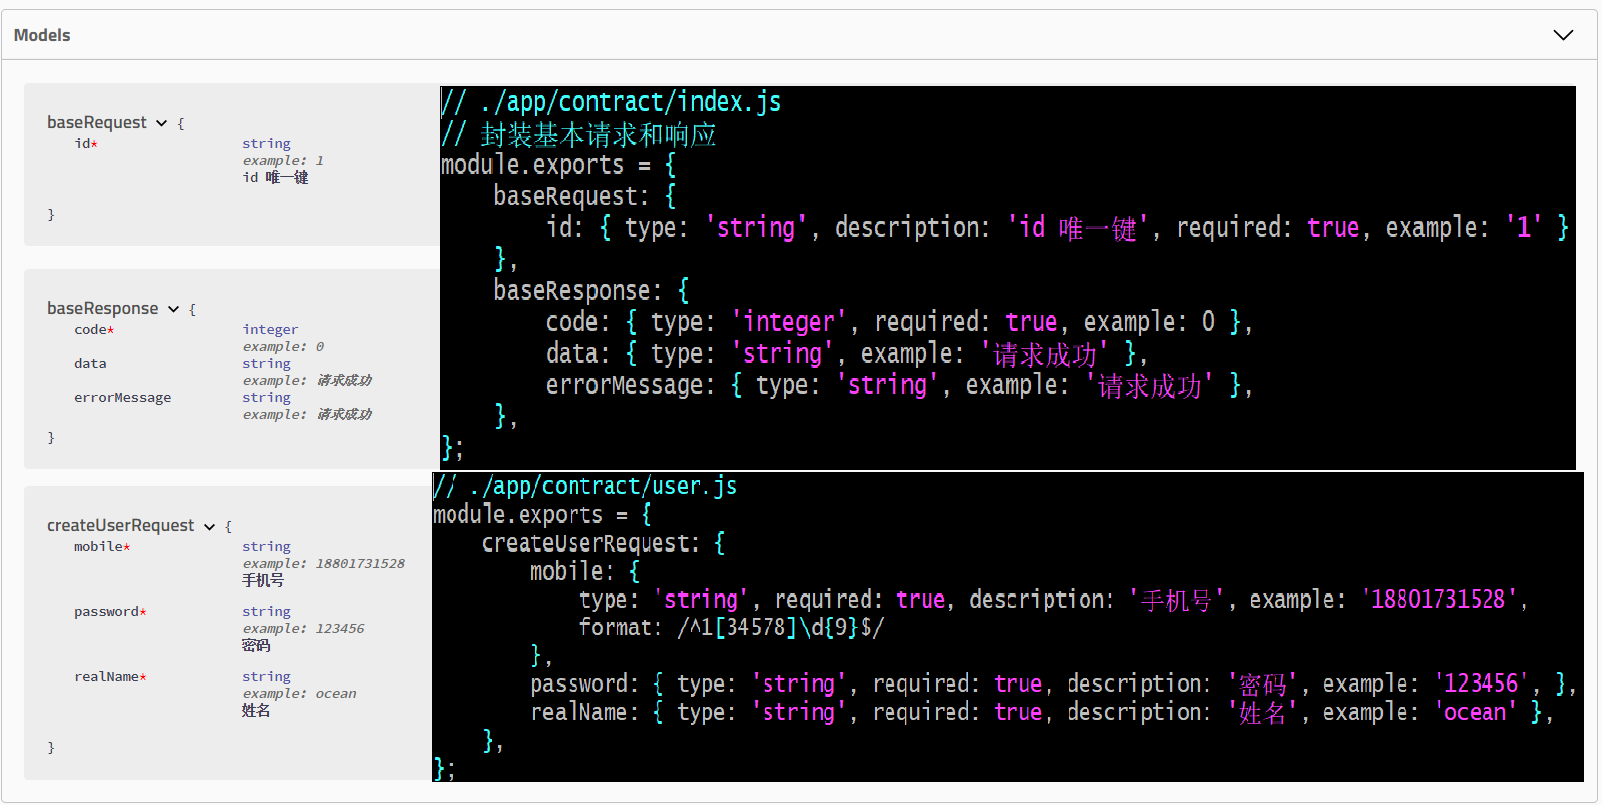 Models
baseRequest {
id* string
example: 1
id 唯一键
}
baseResponse {
code* integer
example: 0
data string
example: 请求成功
errorMessage string
example: 请求成功
}
createUserRequest {
mobile* string
example: 18801731528
手机号
password* string
example: 123456
密码
realName* string
example: ocean
姓名
}
// ./app/contract/index.js
// 封装基本请求和响应
module.exports = {
baseRequest: {
id: { type: 'string', description: 'id 唯一键', required: true, example: '1' }
},
baseResponse: {
code: { type: 'integer', required: true, example: 0 },
data: { type: 'string', example: '请求成功' },
errorMessage: { type: 'string', example: '请求成功' },
},
};
// ./app/contract/user.js
module.exports = {
createUserRequest: {
mobile: {
type: 'string', required: true, description: '手机号', example: '18801731528',
format: /^1[34578]\d{9}$/
},
password: { type: 'string', required: true, description: '密码', example: '123456', },
realName: { type: 'string', required: true, description: '姓名', example: 'ocean' },
},
};